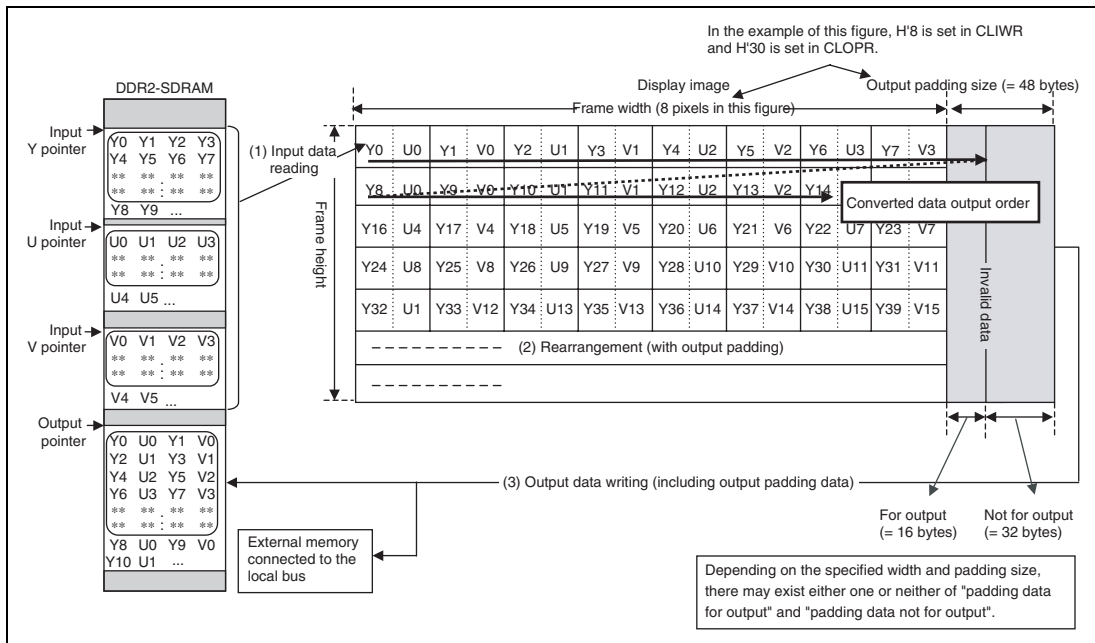 In the example of this figure, H'8 is set in CLIWR
and H'30 is set in CLOPR.
Display image
Output padding size (= 48 bytes)
Frame width (8 pixels in this figure)
DDR2-SDRAM
Input
Y pointer
Y0 Y1 Y2 Y3
Y4 Y5 Y6 Y7
** ** ** **
** ** : ** **
Y8 Y9 ...
Input
U pointer
U0 U1 U2 U3
** ** ** **
** ** : ** **
U4 U5 ...
Input
V pointer
V0 V1 V2 V3
** ** ** **
** ** : ** **
V4 V5 ...
Output
pointer
Y0 U0 Y1 V0
Y2 U1 Y3 V1
Y4 U2 Y5 V2
Y6 U3 Y7 V3
** ** ** **
** ** : ** **
Y8 U0 Y9 V0
Y10 U1 ...
(1) Input data
reading
Frame height
Y0 U0 Y1 V0 Y2 U1 Y3 V1 Y4 U2 Y5 V2 Y6 U3 Y7 V3
Y8 U0 Y9 V0 Y10 U1 Y11 V1 Y12 U2 Y13 V2 Y14
Converted data output order
Y16 U4 Y17 V4 Y18 U5 Y19 V5 Y20 U6 Y21 V6 Y22 U7 Y23 V7
Y24 U8 Y25 V8 Y26 U9 Y27 V9 Y28 U10 Y29 V10 Y30 U11 Y31 V11
Y32 U1 Y33 V12 Y34 U13 Y35 V13 Y36 U14 Y37 V14 Y38 U15 Y39 V15
(2) Rearrangement (with output padding)
Invalid data
(3) Output data writing (including output padding data)
External memory
connected to the
local bus
For output
(= 16 bytes)
Not for output
(= 32 bytes)
Depending on the specified width and padding size,
there may exist either one or neither of "padding data
for output" and "padding data not for output".